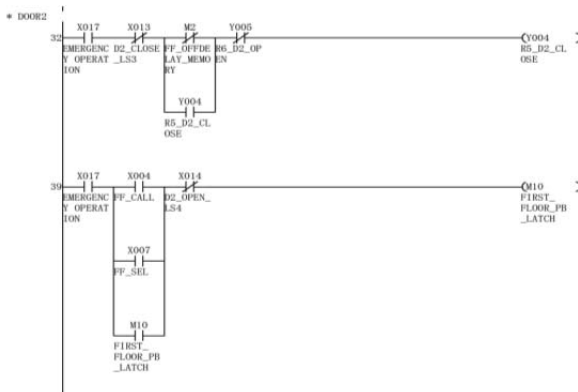 * DOOR2
X017 X013 M2 Y005
32 Y004
EMERGENC D2_CLOSE FF_OFFDE R6_D2_OP R5_D2_CL
Y OPERAT _LS3 LAY_MEMO EN OSE
ION RY
Y004
R5_D2_CL
OSE
X017 X004 X014
39 M10
EMERGENC FF_CALL D2_OPEN_ FIRST_
Y OPERAT LS4 FLOOR_PB
ION _LATCH
X007
FF_SEL
M10
FIRST_
FLOOR_PB
_LATCH